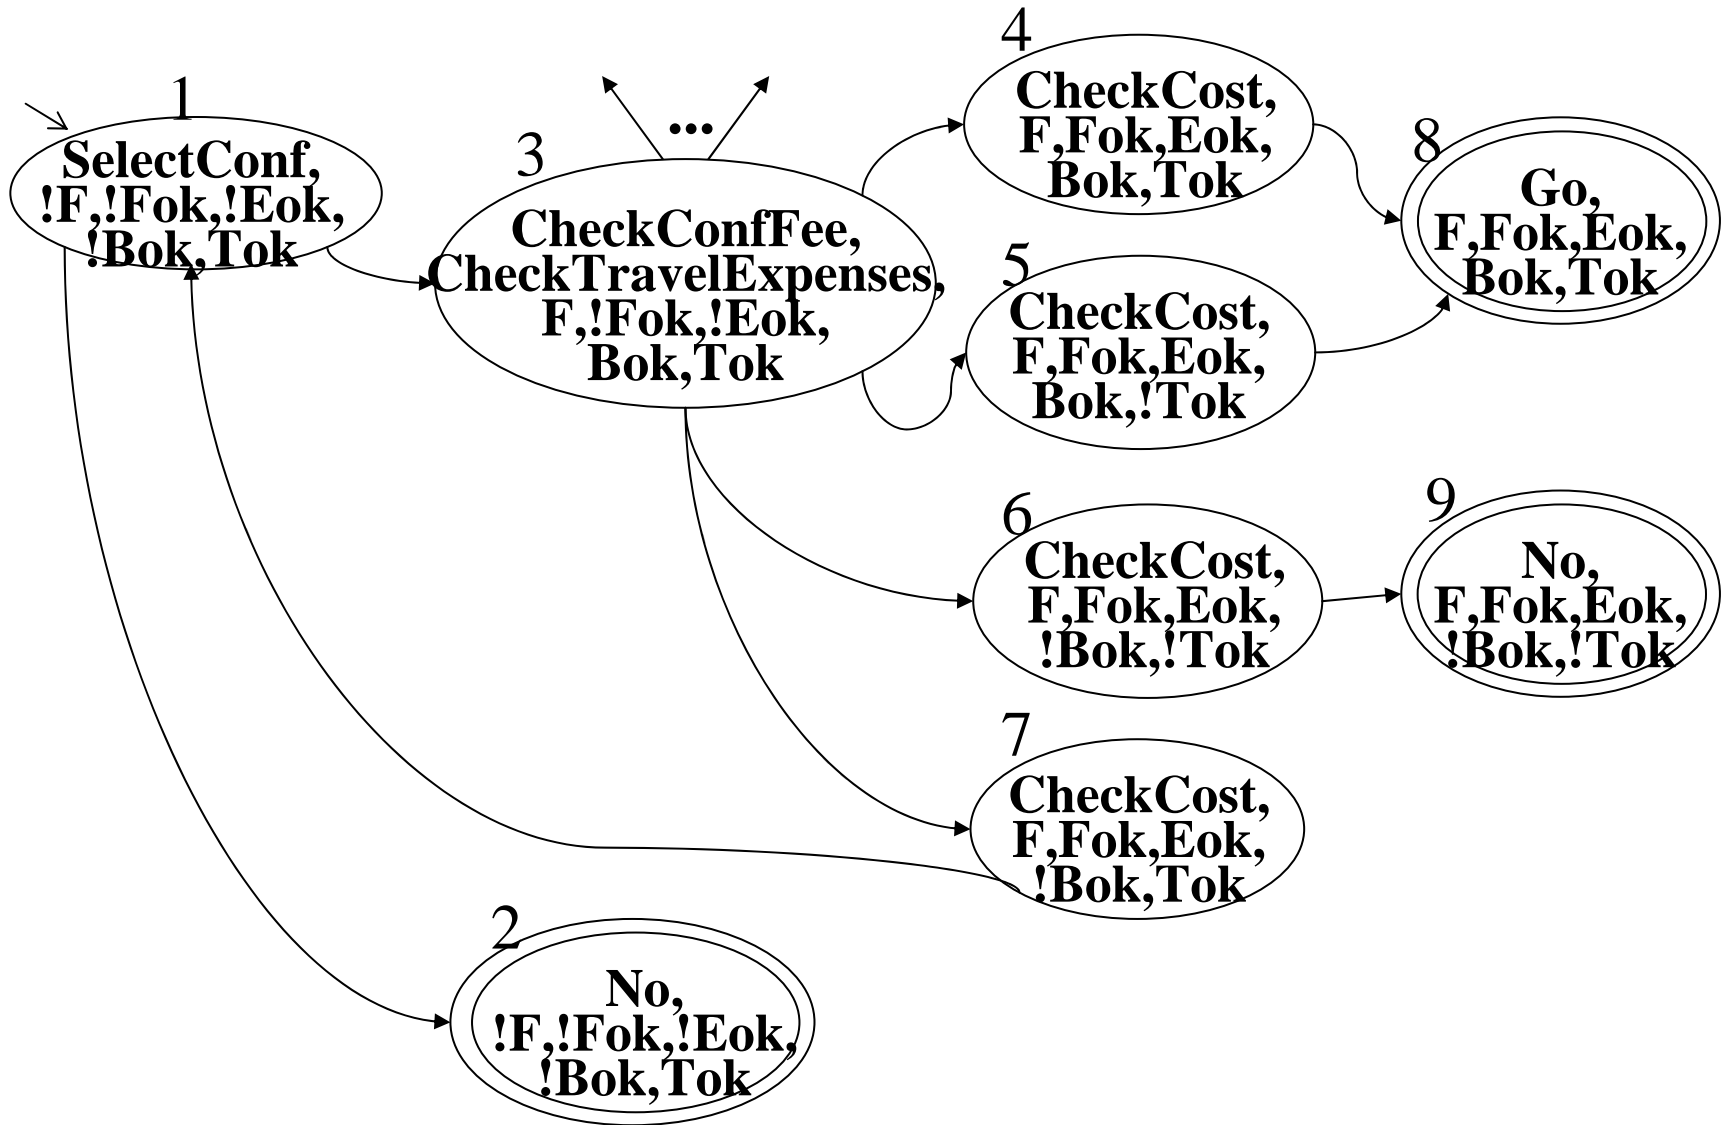 1
SelectConf,
!F,!Fok,!Eok,
!Bok,Tok
...
3
CheckConfFee,
CheckTravelExpenses,
F,!Fok,!Eok,
Bok,Tok
4
CheckCost,
F,Fok,Eok,
Bok,Tok
8
Go,
F,Fok,Eok,
Bok,Tok
5
CheckCost,
F,Fok,Eok,
Bok,!Tok
6
CheckCost,
F,Fok,Eok,
!Bok,!Tok
9
No,
F,Fok,Eok,
!Bok,!Tok
7
CheckCost,
F,Fok,Eok,
!Bok,Tok
2
No,
!F,!Fok,!Eok,
!Bok,Tok